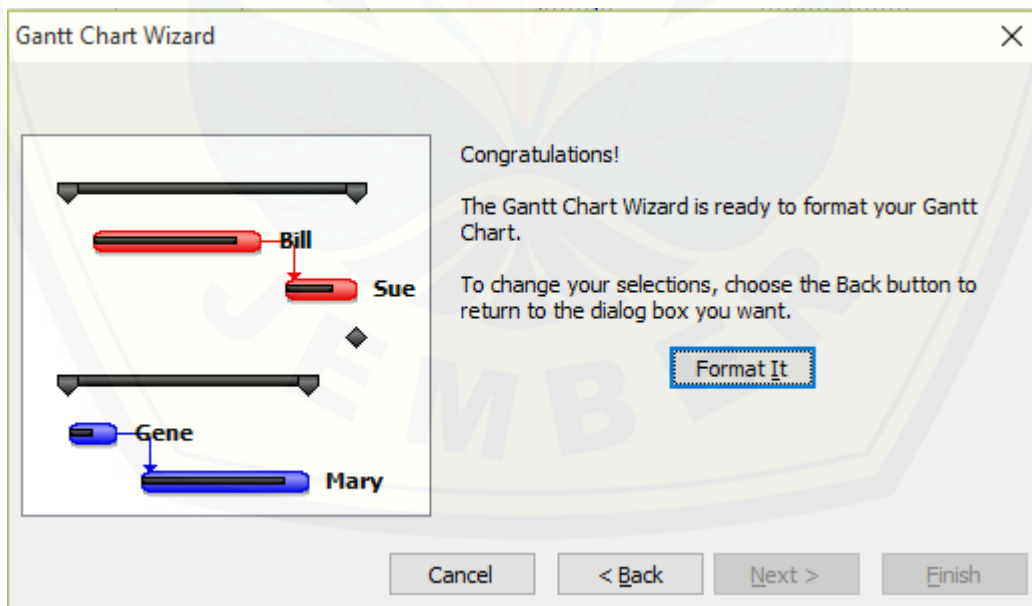 Gantt Chart Wizard
Congratulations!
The Gantt Chart Wizard is ready to format your Gantt
Chart.
To change your selections, choose the Back button to
return to the dialog box you want.
Format It
Bill
Sue
Gene
Mary
JEMBER
Cancel
< Back
Next >
Finish